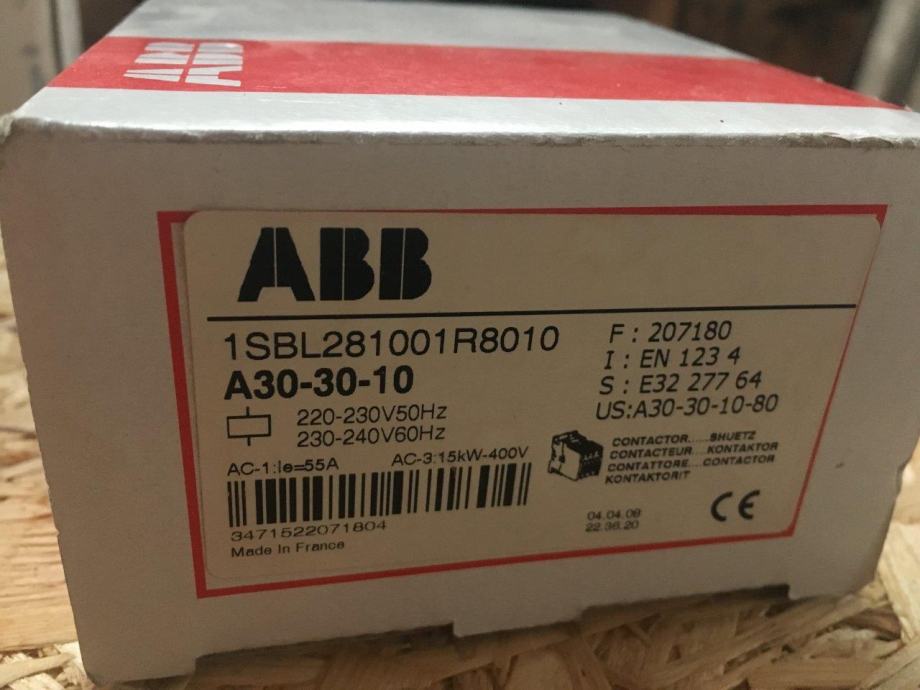 ABB
ABB
1SBL281001R8010
A30-30-10
220-230V50Hz
230-240V60Hz
AC-1:Ie=55A AC-3:15kW-400V
3471522071804
Made In France
F : 207180
I : EN 123 4
S : E32 277 64
US:A30-30-10-80
CONTACTOR.....SHUETZ
CONTACTEUR....KONTAKTOR
CONTATTORE....CONTACTOR
KONTAKTORIT
04.04.08
22.36.20
CE